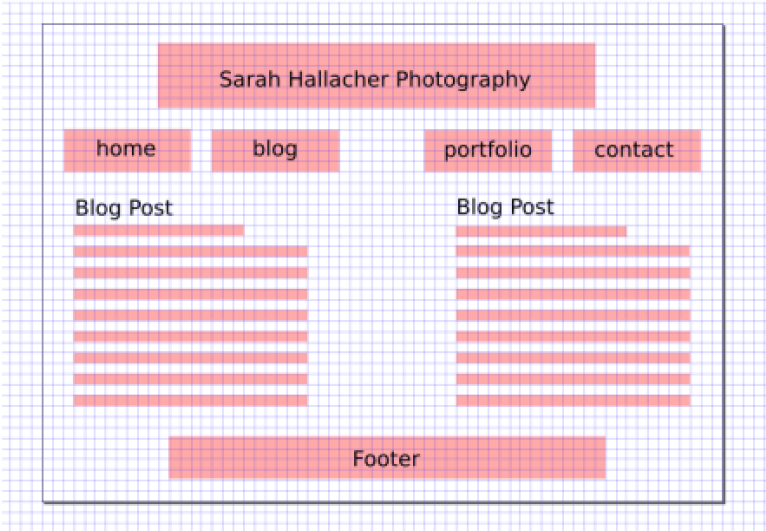 Sarah Hallacher Photography
home blog portfolio contact
Blog Post
Blog Post
Footer